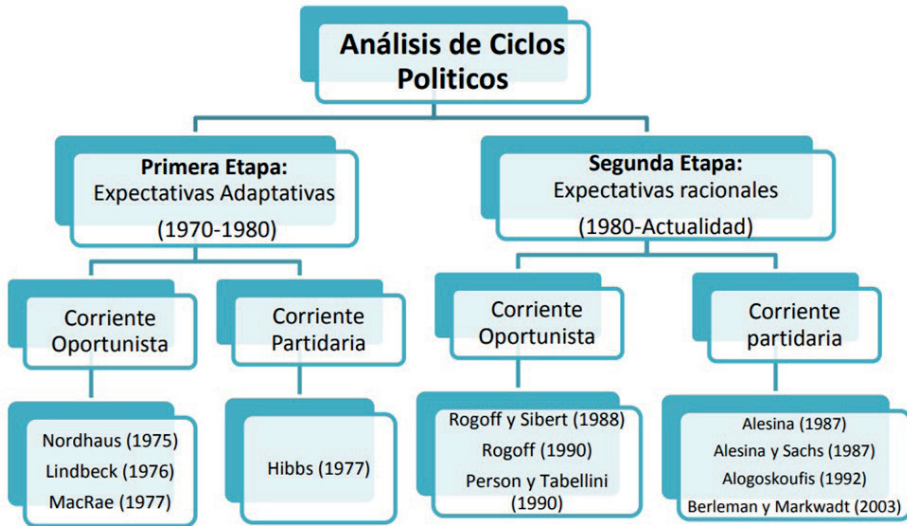 Análisis de Ciclos
Politicos
Primera Etapa:
Expectativas Adaptativas
(1970-1980)
Segunda Etapa:
Expectativas racionales
(1980-Actualidad)
Corriente
Oportunista
Corriente
Partidaria
Corriente
Oportunista
Corriente
partidaria
Nordhaus (1975)
Lindbeck (1976)
MacRae (1977)
Hibbs (1977)
Rogoff y Sibert (1988)
Rogoff (1990)
Person y Tabellini
(1990)
Alesina (1987)
Alesina y Sachs (1987)
Alogoskoufis (1992)
Berleman y Markwadt (2003)